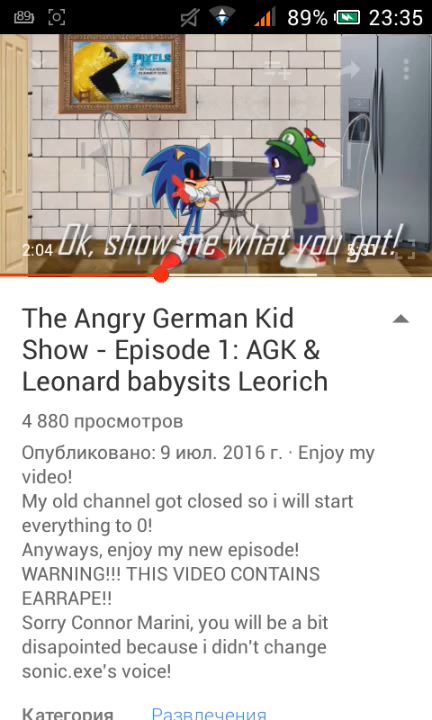 89 89% 23:35
PIXELS
Ok, show me what you got!
2:04 5:37
The Angry German Kid
Show - Episode 1: AGK &
Leonard babysits Leorich
4 880 просмотров
Опубликовано: 9 июл. 2016 г. · Enjoy my
video!
My old channel got closed so i will start
everything to 0!
Anyways, enjoy my new episode!
WARNING!!! THIS VIDEO CONTAINS
EARRAPE!!
Sorry Connor Marini, you will be a bit
disapointed because i didn't change
sonic.exe's voice!
Категория Развлечения